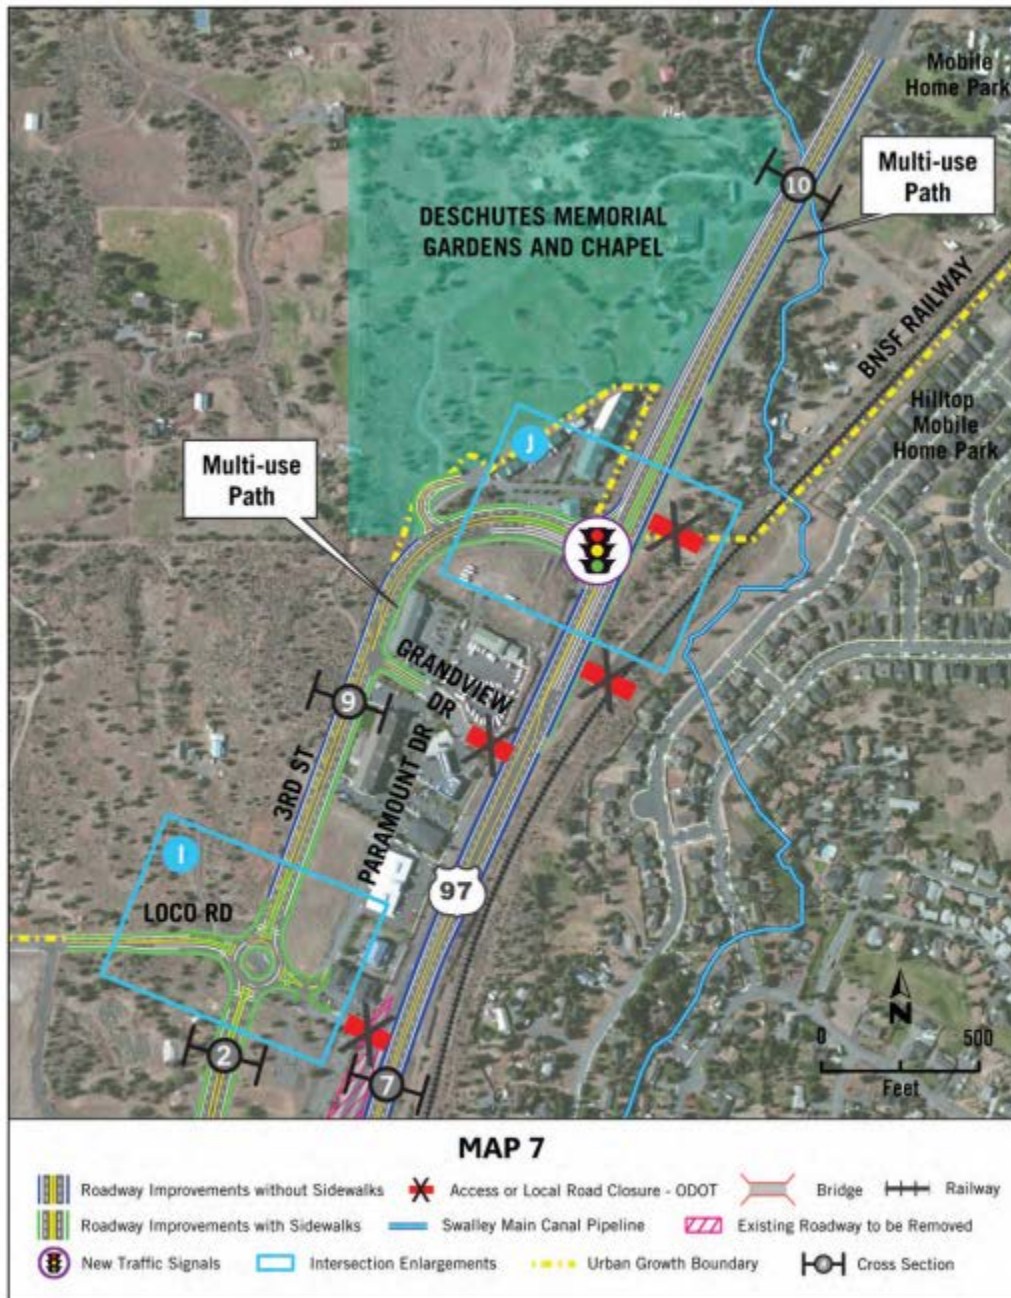 Mobile
Home Park
Multi-use
Path
10
DESCHUTES MEMORIAL
GARDENS AND CHAPEL
BNSF RAILWAY
Hilltop
Mobile
Home Park
J
Multi-use
Path
GRANDVIEW
DR
9
3RD ST
PARAMOUNT DR
I
97
LOCO RD
N
0 500
Feet
2
7
MAP 7
Roadway Improvements without Sidewalks Access or Local Road Closure - ODOT Bridge Railway
Roadway Improvements with Sidewalks Swalley Main Canal Pipeline Existing Roadway to be Removed
New Traffic Signals Intersection Enlargements Urban Growth Boundary Cross Section